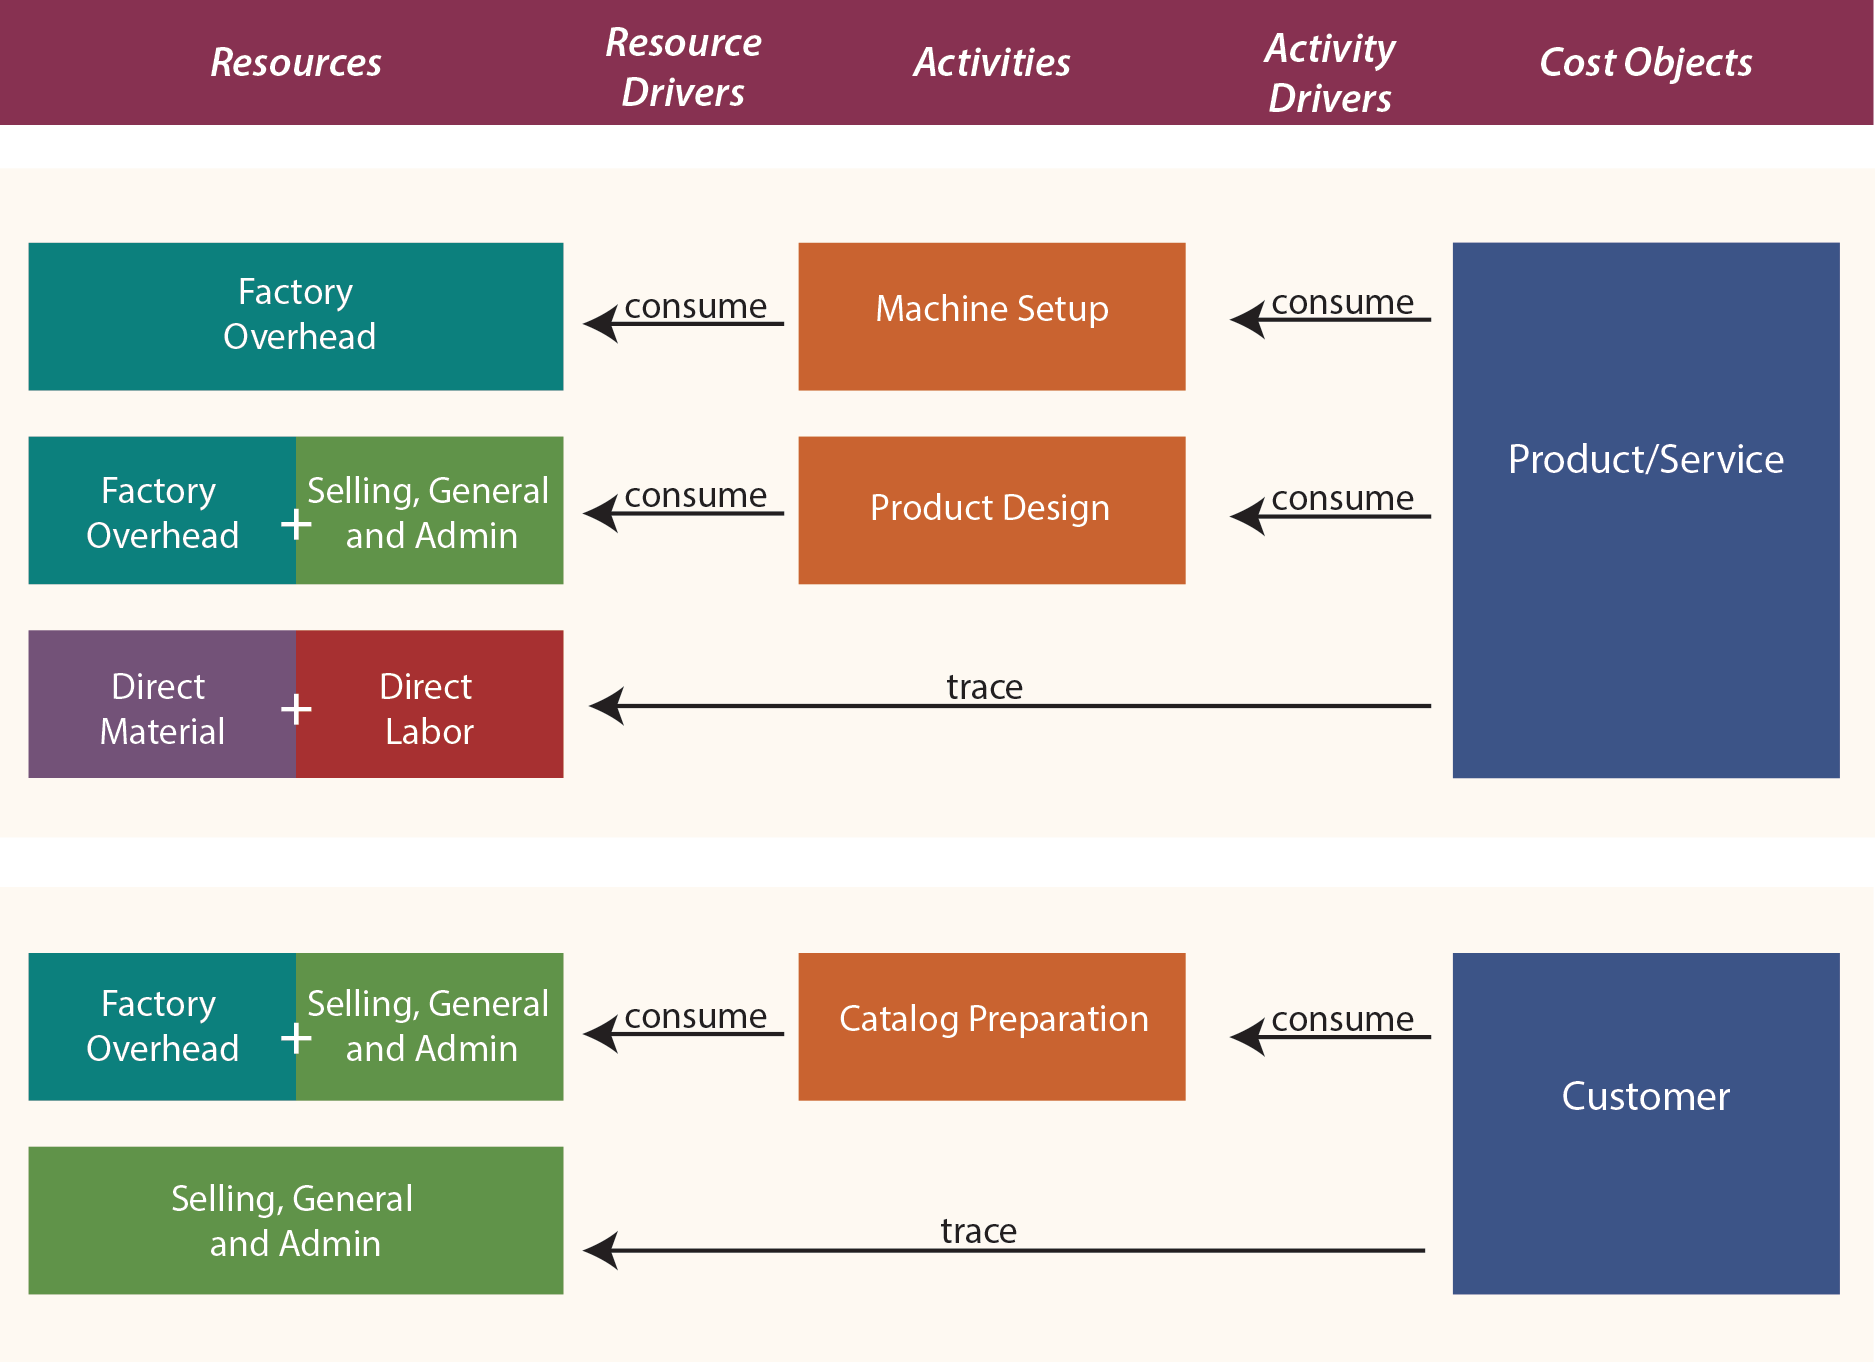 Resources
Resource
Drivers
Activities
Activity
Drivers
Cost Objects
Factory
Overhead
consume
Machine Setup
consume
Product/Service
Factory
Overhead
+
Selling, General
and Admin
consume
Product Design
consume
Direct
Material
+
Direct
Labor
trace
Factory
Overhead
+
Selling, General
and Admin
consume
Catalog Preparation
consume
Customer
Selling, General
and Admin
trace